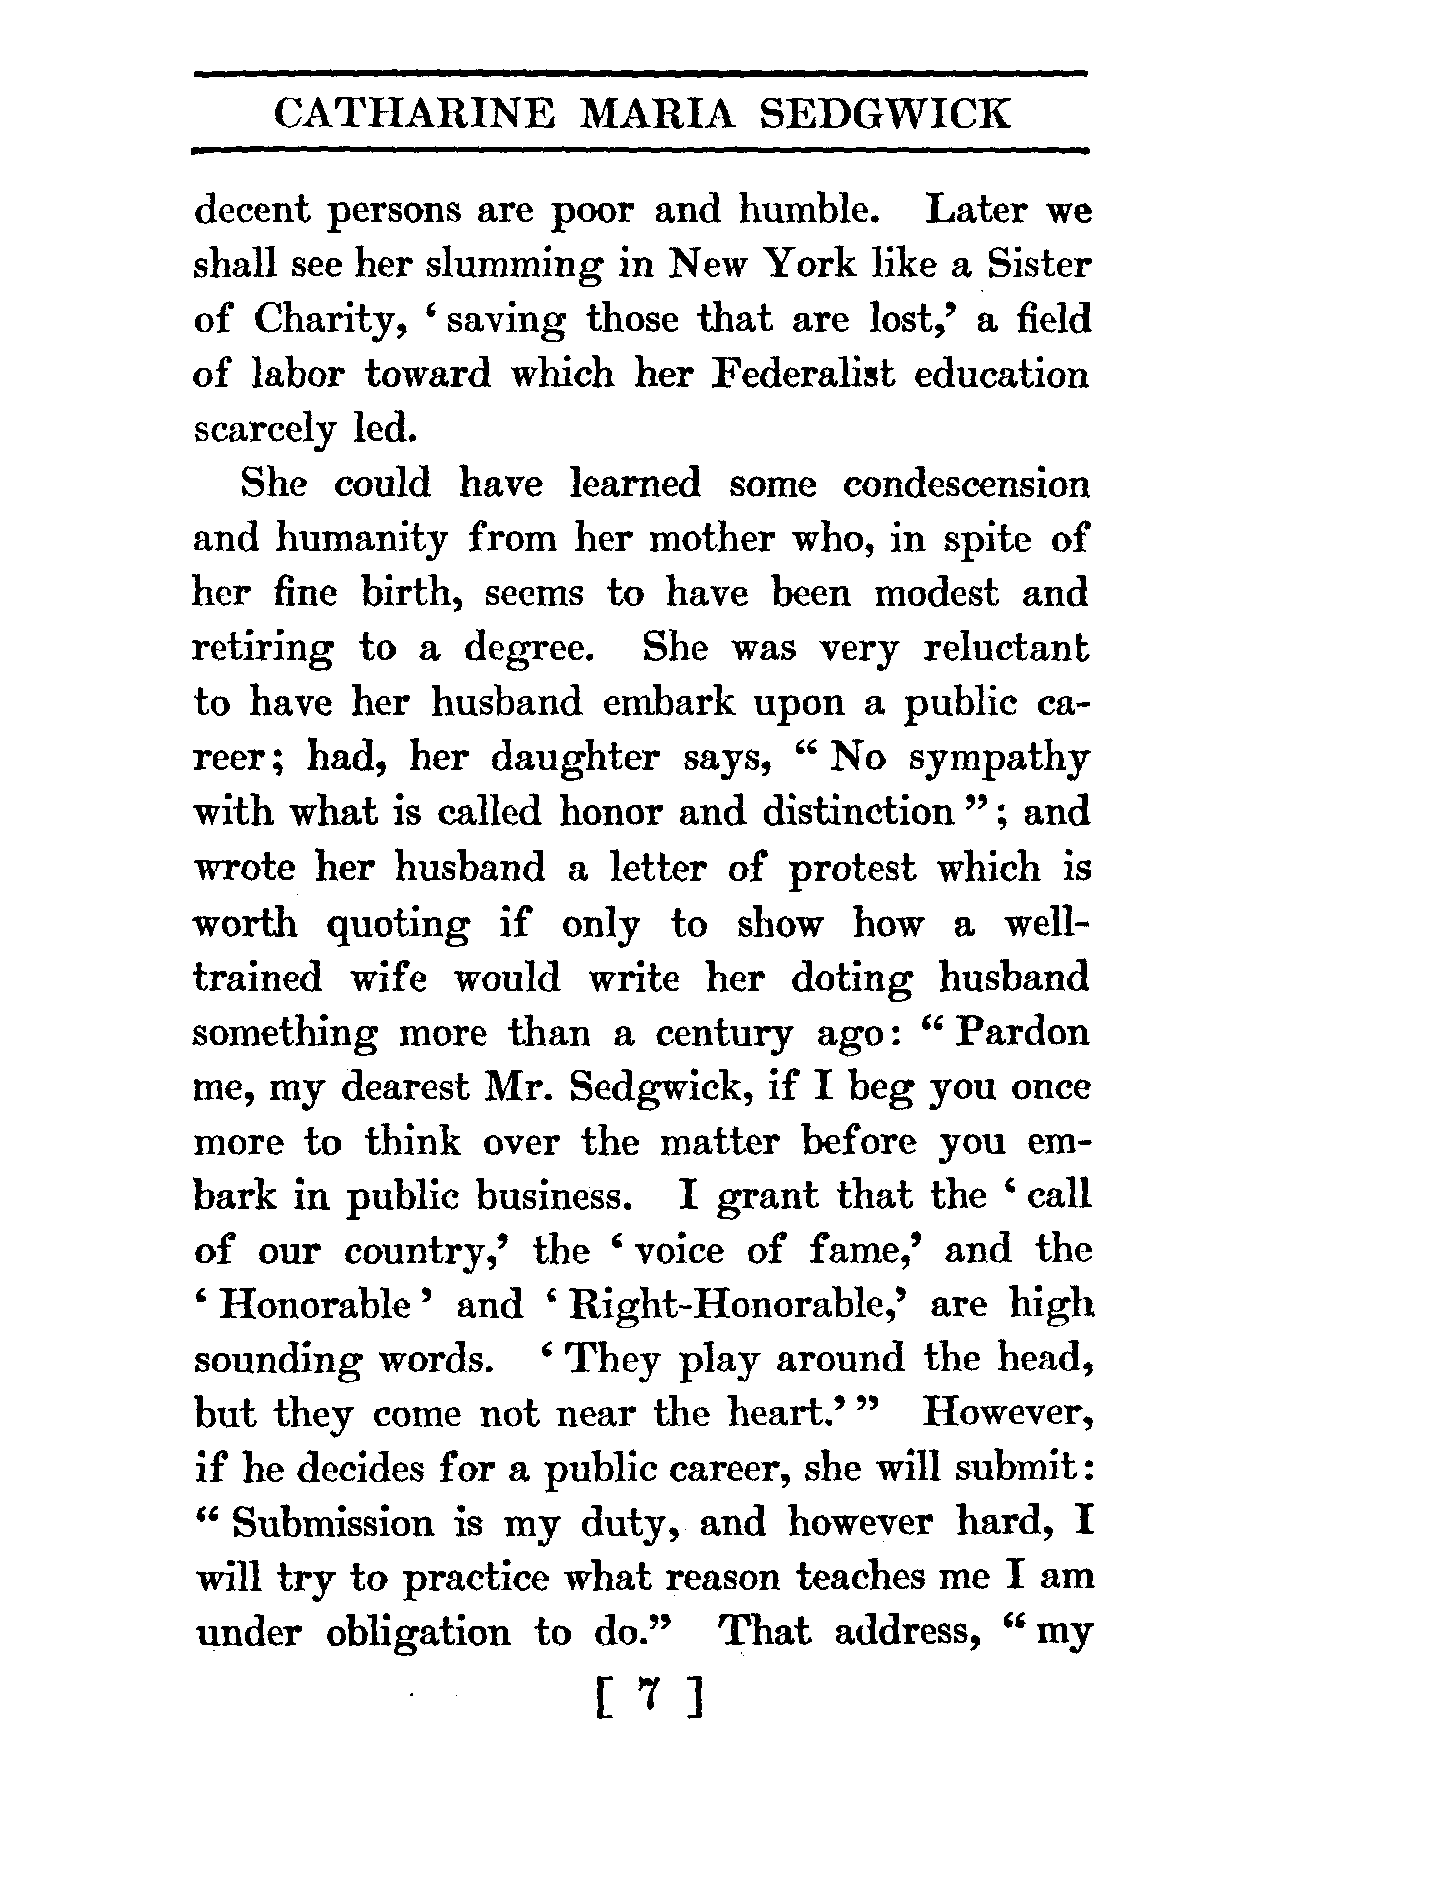 CATHARINE MARIA SEDGWICK
decent persons are poor and humble. Later we
shall see her slumming in New York like a Sister
of Charity, ‘ saving those that are lost,’ a field
of labor toward which her Federalist education
scarcely led.
She could have learned some condescension
and humanity from her mother who, in spite of
her fine birth, seems to have been modest and
retiring to a degree. She was very reluctant
to have her husband embark upon a public ca-
reer; had, her daughter says, “ No sympathy
with what is called honor and distinction ”; and
wrote her husband a letter of protest which is
worth quoting if only to show how a well-
trained wife would write her doting husband
something more than a century ago: “ Pardon
me, my dearest Mr. Sedgwick, if I beg you once
more to think over the matter before you em-
bark in public business. I grant that the ‘ call
of our country,’ the ‘ voice of fame,’ and the
‘ Honorable ’ and ‘ Right-Honorable,’ are high
sounding words. ‘ They play around the head,
but they come not near the heart.’ ” However,
if he decides for a public career, she will submit:
“ Submission is my duty, and however hard, I
will try to practice what reason teaches me I am
under obligation to do.” That address, “ my
[ 7 ]